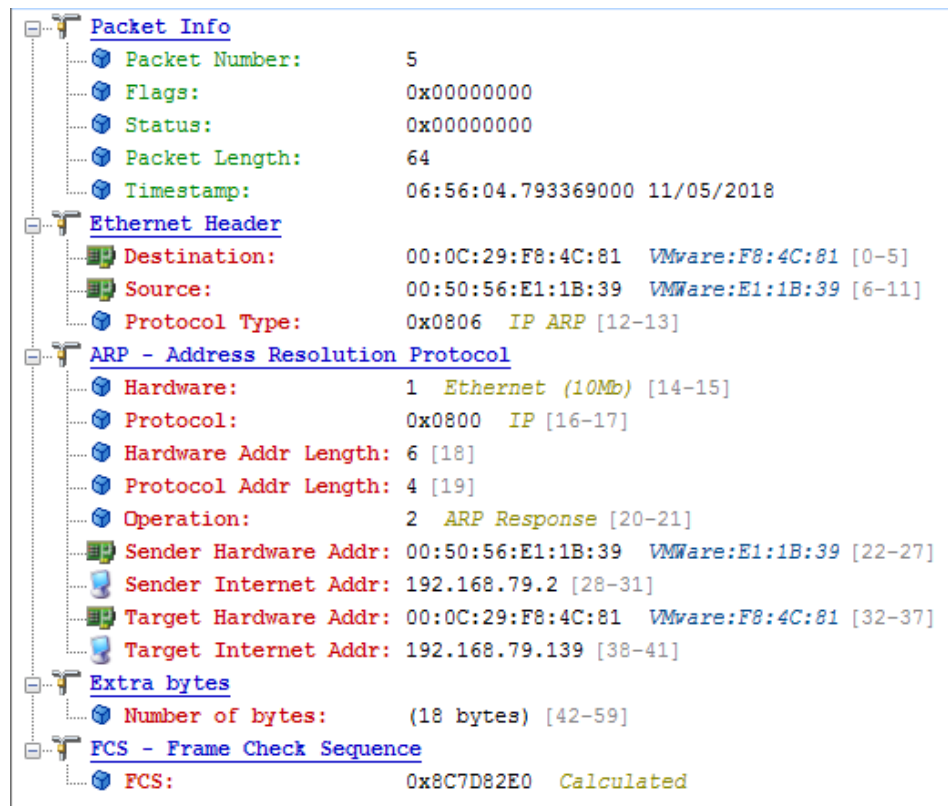 Packet Info
Packet Number: 5
Flags: 0x00000000
Status: 0x00000000
Packet Length: 64
Timestamp: 06:56:04.793369000 11/05/2018
Ethernet Header
Destination: 00:0C:29:F8:4C:81 VMware:F8:4C:81 [0-5]
Source: 00:50:56:E1:1B:39 VMWare:E1:1B:39 [6-11]
Protocol Type: 0x0806 IP ARP [12-13]
ARP - Address Resolution Protocol
Hardware: 1 Ethernet (10Mb) [14-15]
Protocol: 0x0800 IP [16-17]
Hardware Addr Length: 6 [18]
Protocol Addr Length: 4 [19]
Operation: 2 ARP Response [20-21]
Sender Hardware Addr: 00:50:56:E1:1B:39 VMWare:E1:1B:39 [22-27]
Sender Internet Addr: 192.168.79.2 [28-31]
Target Hardware Addr: 00:0C:29:F8:4C:81 VMware:F8:4C:81 [32-37]
Target Internet Addr: 192.168.79.139 [38-41]
Extra bytes
Number of bytes: (18 bytes) [42-59]
FCS - Frame Check Sequence
FCS: 0x8C7D82E0 Calculated